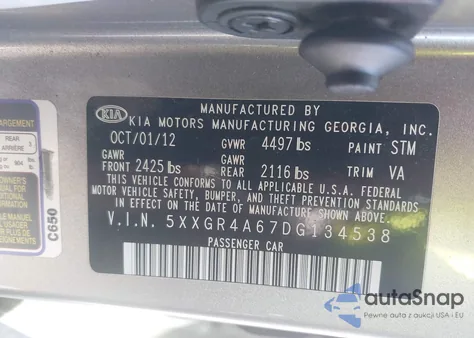 MANUFACTURED BY
KIA KIA MOTORS MANUFACTURING GEORGIA, INC.
OCT/01/12 GVWR 4497 lbs PAINT STM
GAWR GAWR
FRONT 2425 lbs REAR 2116 lbs TRIM VA
THIS VEHICLE CONFORMS TO ALL APPLICABLE U.S.A. FEDERAL
MOTOR VEHICLE SAFETY, BUMPER, AND THEFT PREVENTION
STANDARDS IN EFFECT ON THE DATE OF MANUFACTURE SHOWN ABOVE.
V.I.N. 5XXGR4A67DG134538
PASSENGER CAR
REAR
ARRIÈRE
C650
autoSnap
Pewne auta z aukcji USA i EU